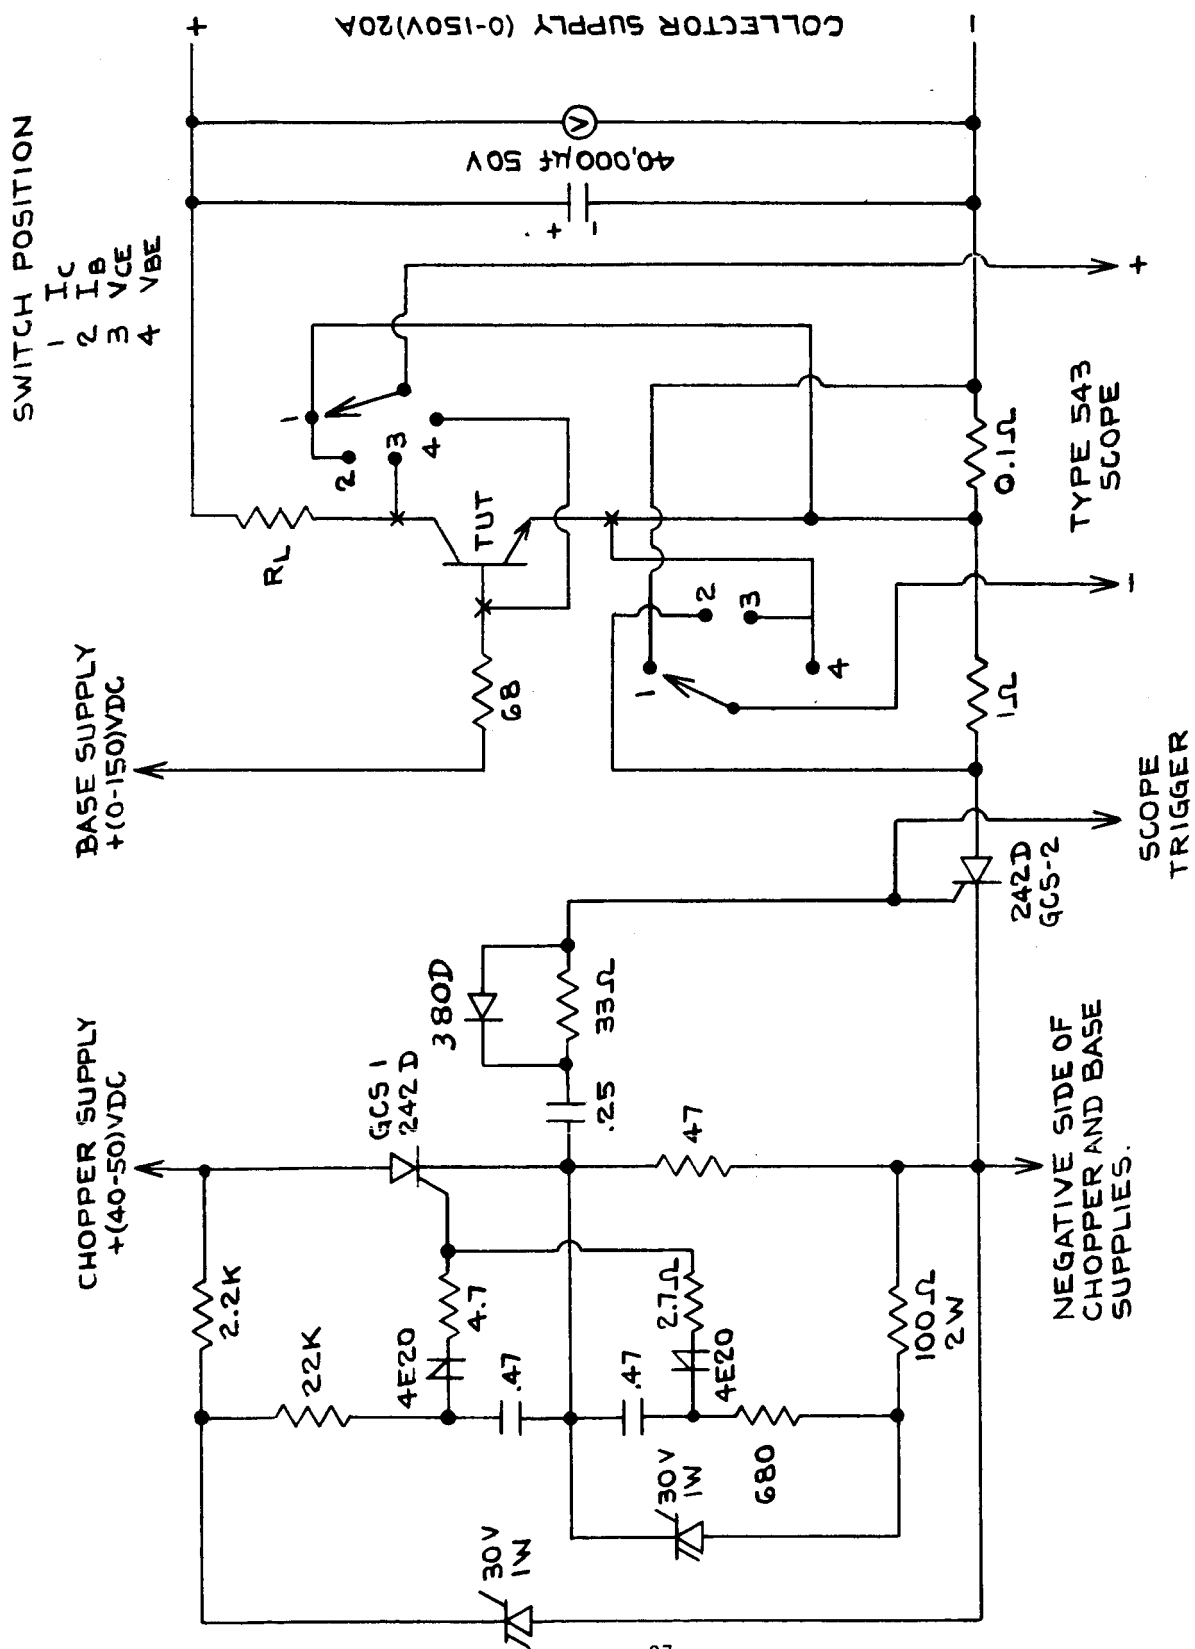 SWITCH POSITION
1 IC
2 IB
3 VCE
4 VBE
COLLECTOR SUPPLY (0-150V) 20A
+
-
V
40,000μf 50V
+
-
BASE SUPPLY
+(0-150)VDC
RL
TUT
68
1
2
3
4
1
2
3
4
0.1Ω
1Ω
TYPE 543
SCOPE
+
-
SCOPE
TRIGGER
242D
GCS-2
CHOPPER SUPPLY
+(40-50)VDC
GCS 1
242 D
380D
33Ω
.25
47
2.2K
22K
4E20
4.7
.47
.47
2.7Ω
4E20
680
100Ω
2W
30V
1W
30V
1W
NEGATIVE SIDE OF
CHOPPER AND BASE
SUPPLIES.